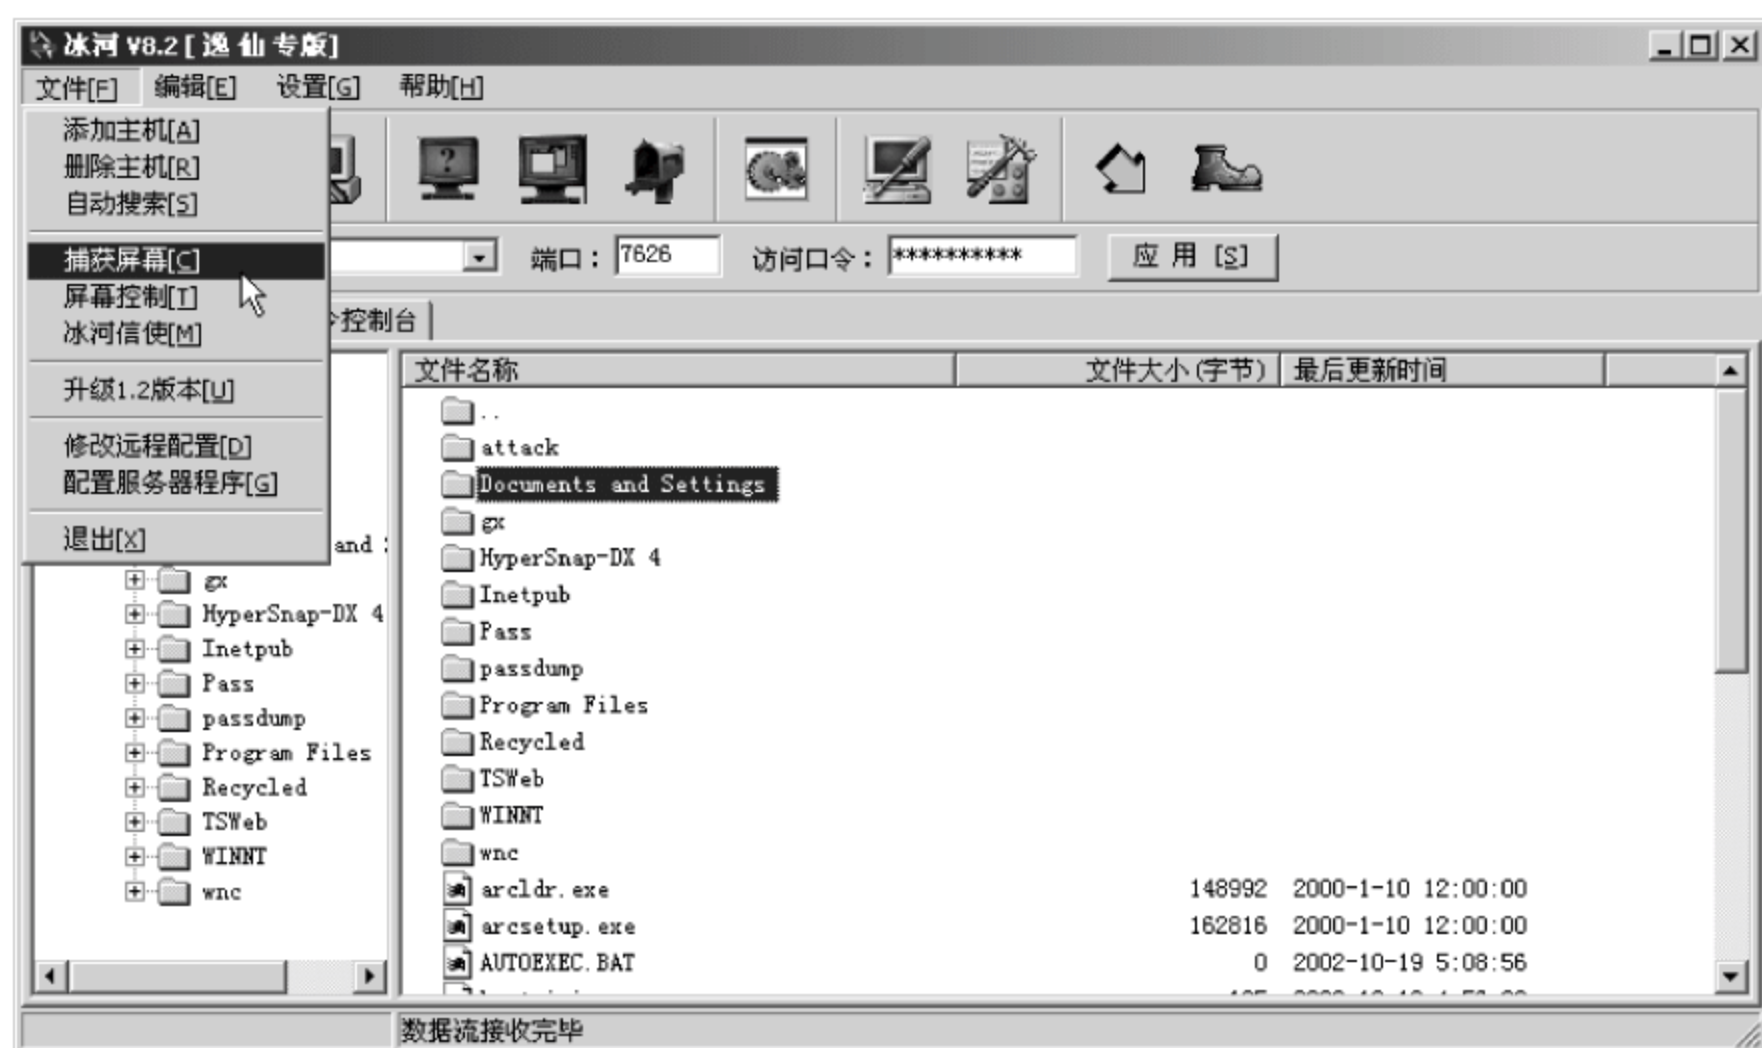 冰河 V8.2 [ 逸 仙 专版]
文件[F] 编辑[E] 设置[G] 帮助[H]
添加主机[A]
删除主机[R]
自动搜索[S]
捕获屏幕[C]
屏幕控制[T]
冰河信使[M]
升级1.2版本[U]
修改远程配置[D]
配置服务器程序[G]
退出[X]
端口： 7626 访问口令： ********** 应 用 [S]
控制台
文件名称 文件大小(字节) 最后更新时间
..
attack
Documents and Settings
gx
HyperSnap-DX 4
Inetpub
Pass
passdump
Program Files
Recycled
TSWeb
WINNT
wnc
arcldr.exe 148992 2000-1-10 12:00:00
arcsetup.exe 162816 2000-1-10 12:00:00
AUTOEXEC.BAT 0 2002-10-19 5:08:56
and
gx
HyperSnap-DX 4
Inetpub
Pass
passdump
Program Files
Recycled
TSWeb
WINNT
wnc
数据流接收完毕